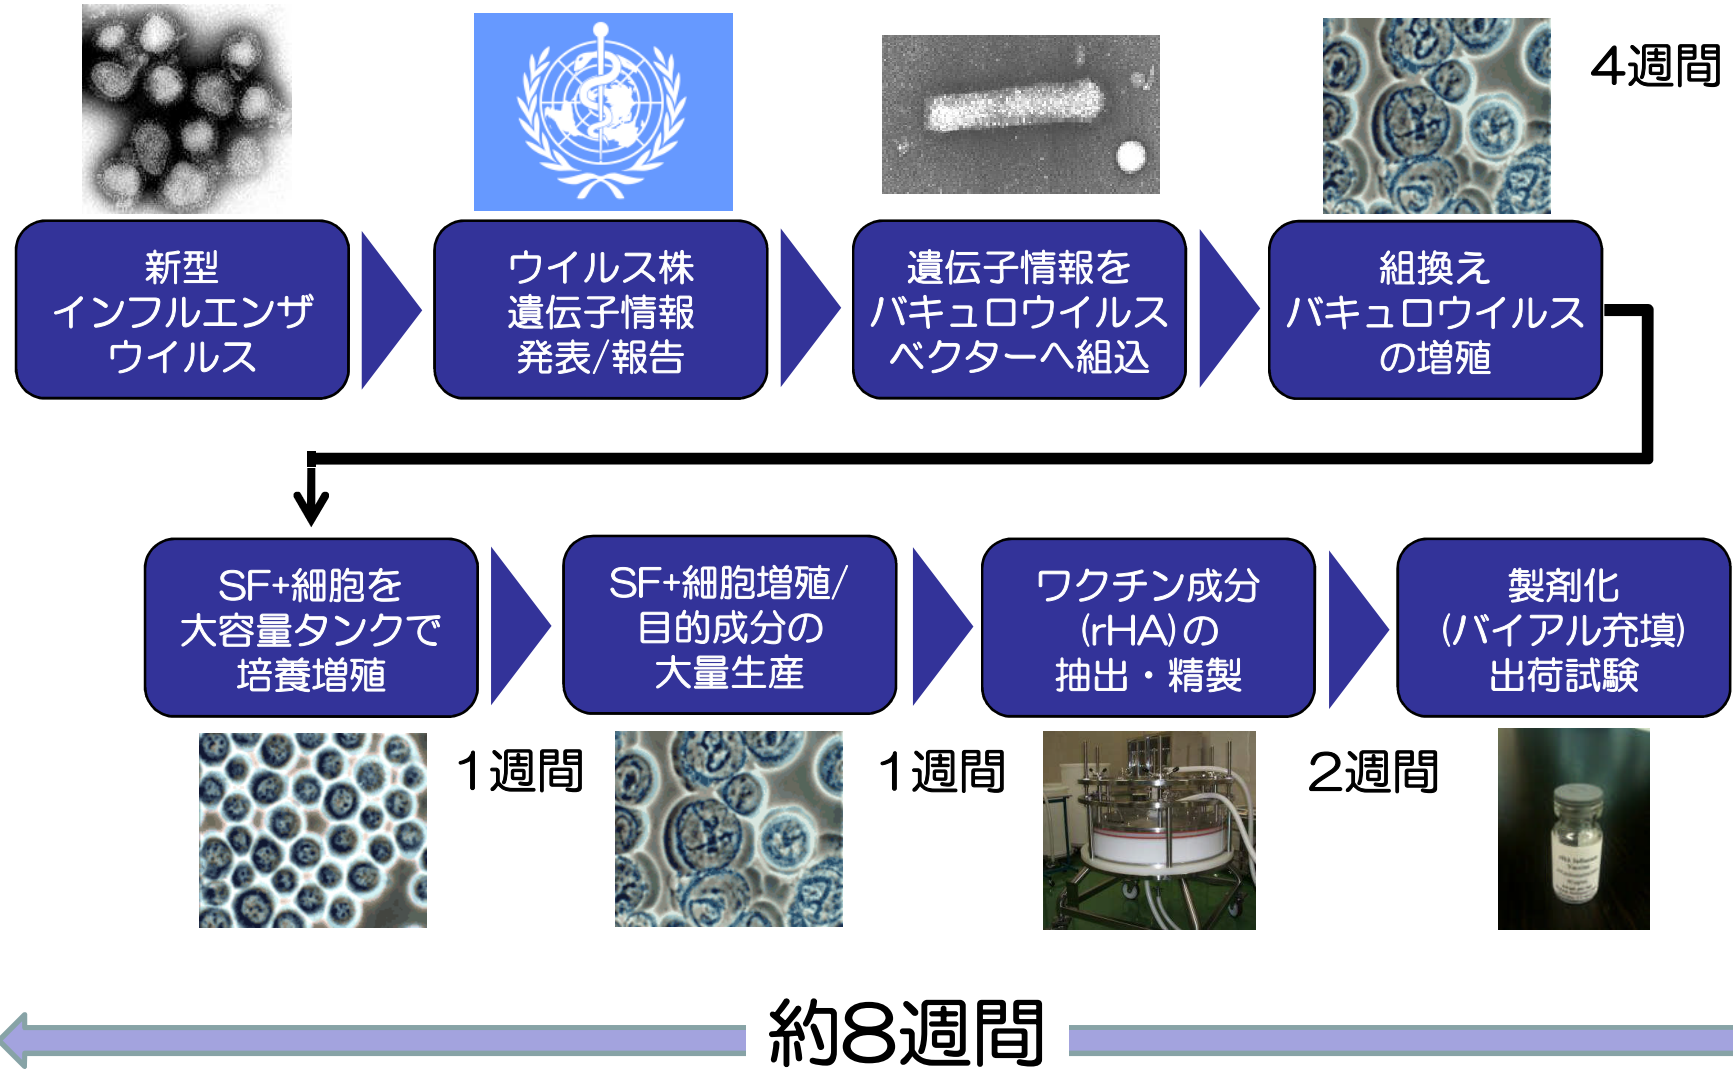 4週間
新型
インフルエンザ
ウイルス
ウイルス株
遺伝子情報
発表/報告
遺伝子情報を
バキュロウイルス
ベクターへ組込
組換え
バキュロウイルス
の増殖
SF+細胞を
大容量タンクで
培養増殖
SF+細胞増殖/
目的成分の
大量生産
ワクチン成分
(rHA)の
抽出・精製
製剤化
(バイアル充填)
出荷試験
1週間
1週間
2週間
rHA Influenza
Vaccine
約8週間